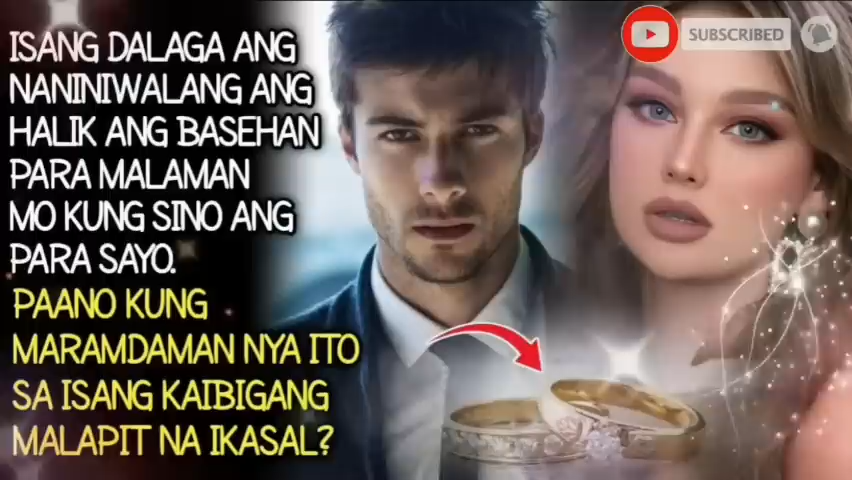 SUBSCRIBED
ISANG DALAGA ANG
NANINIWALANG ANG
HALIK ANG BASEHAN
PARA MALAMAN
MO KUNG SINO ANG
PARA SAYO.
PAANO KUNG
MARAMDAMAN NYA ITO
SA ISANG KAIBIGANG
MALAPIT NA IKASAL?